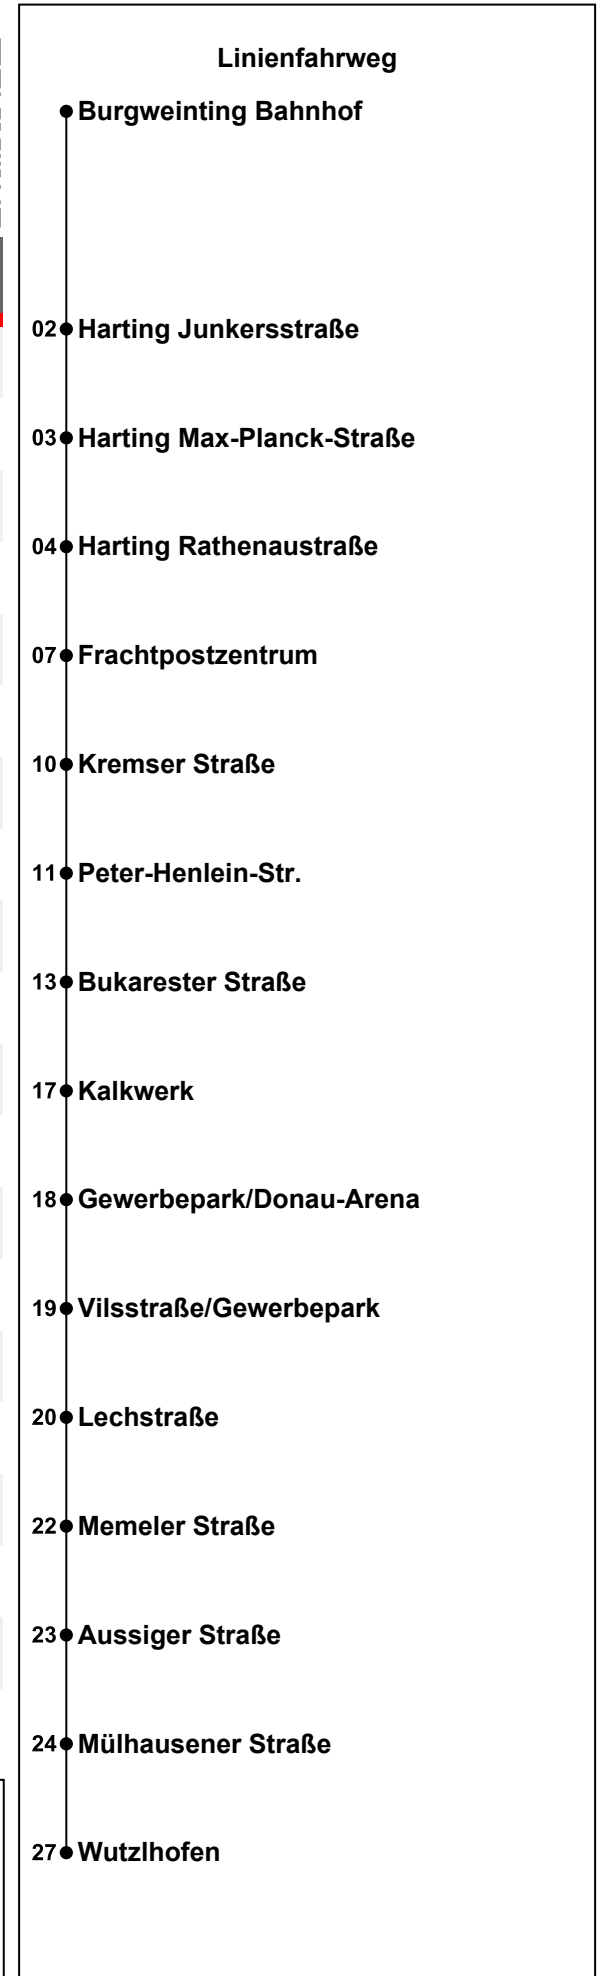 Linienfahrweg
Burgweinting Bahnhof
02 Harting Junkersstraße
03 Harting Max-Planck-Straße
04 Harting Rathenaustraße
07 Frachtpostzentrum
10 Kremser Straße
11 Peter-Henlein-Str.
13 Bukarester Straße
17 Kalkwerk
18 Gewerbepark/Donau-Arena
19 Vilsstraße/Gewerbepark
20 Lechstraße
22 Memeler Straße
23 Aussiger Straße
24 Mülhausener Straße
27 Wutzlhofen